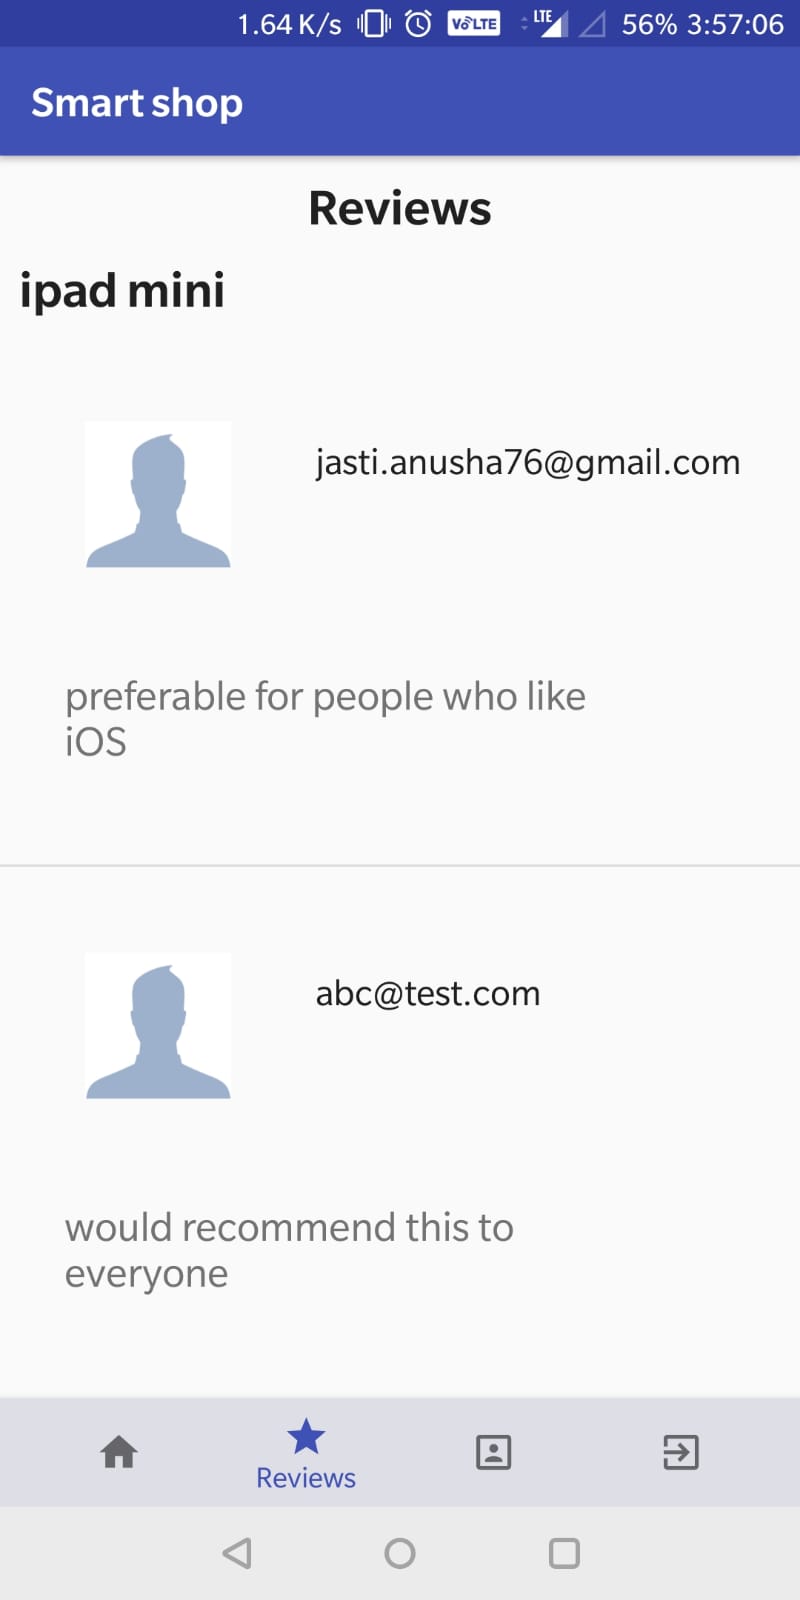 1.64 K/s VoLTE LTE 56% 3:57:06
Smart shop
Reviews
ipad mini
jasti.anusha76@gmail.com
preferable for people who like
iOS
abc@test.com
would recommend this to
everyone
Reviews